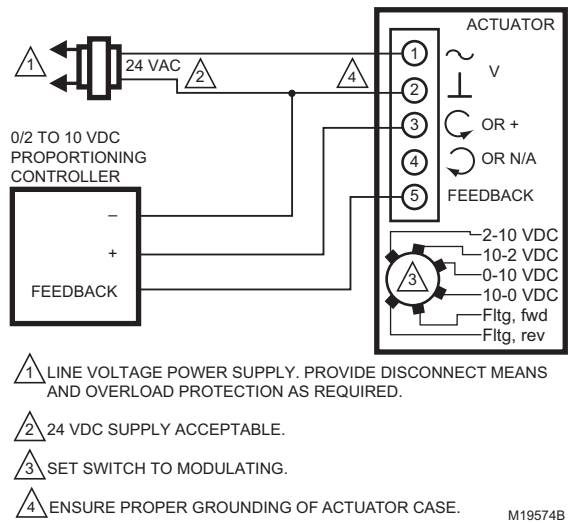 ACTUATOR
1
24 VAC
2
4
1
V
2
0/2 TO 10 VDC
PROPORTIONING
CONTROLLER
3
OR +
4
OR N/A
5
FEEDBACK
–
+
FEEDBACK
3
2-10 VDC
10-2 VDC
0-10 VDC
10-0 VDC
Fltg, fwd
Fltg, rev
1 LINE VOLTAGE POWER SUPPLY. PROVIDE DISCONNECT MEANS
AND OVERLOAD PROTECTION AS REQUIRED.
2 24 VDC SUPPLY ACCEPTABLE.
3 SET SWITCH TO MODULATING.
4 ENSURE PROPER GROUNDING OF ACTUATOR CASE.
M19574B